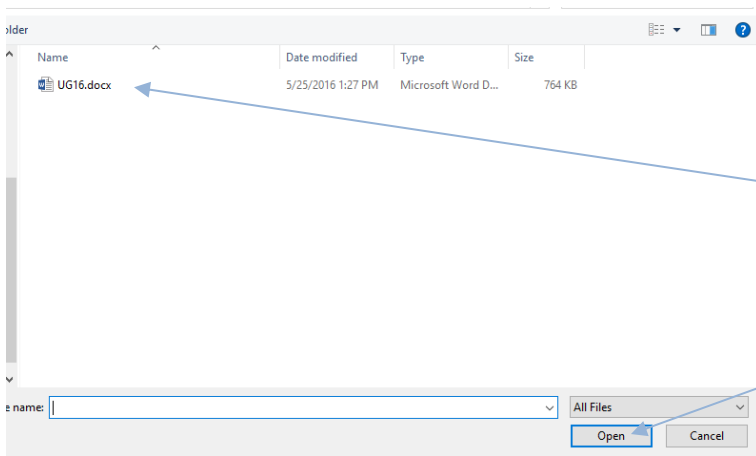 older
Name Date modified Type Size
UG16.docx 5/25/2016 1:27 PM Microsoft Word D... 764 KB
e name: All Files
Open Cancel